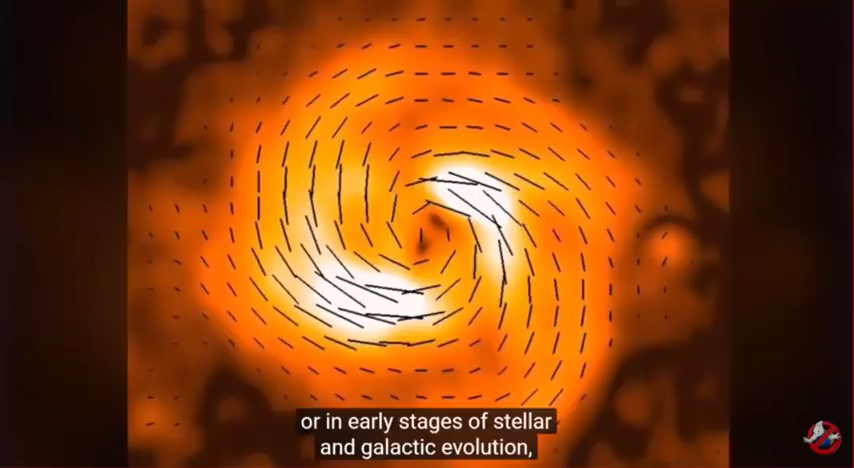 or in early stages of stellar
and galactic evolution,